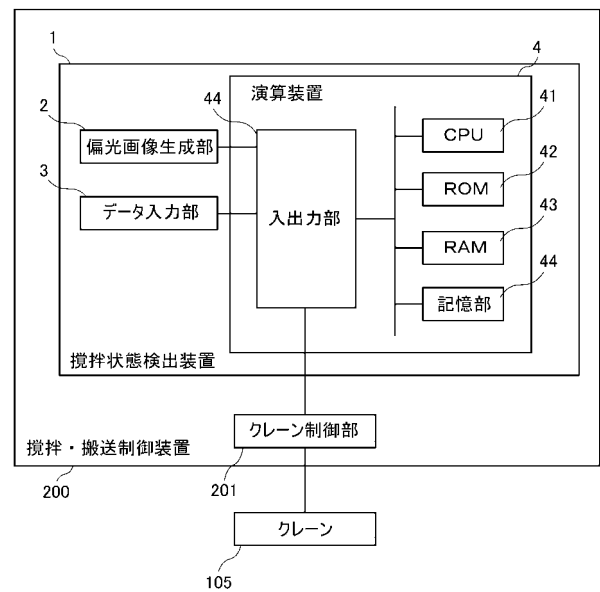 1
4
44
演算装置
2
41
偏光画像生成部
CPU
3
42
データ入力部
入出力部
ROM
43
RAM
44
記憶部
撹拌状態検出装置
クレーン制御部
撹拌・搬送制御装置
200
201
クレーン
105